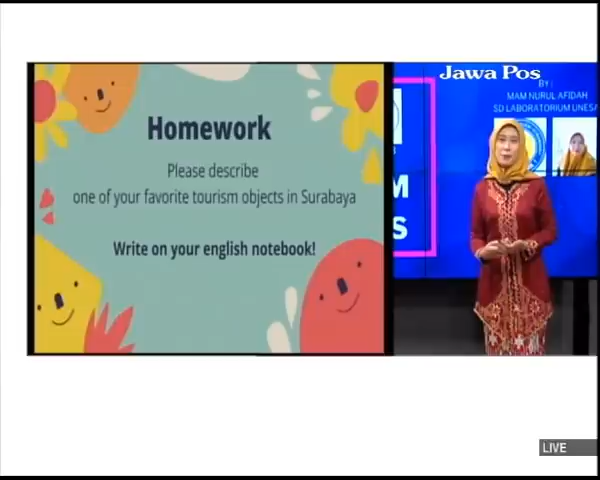 Homework
Please describe
one of your favorite tourism objects in Surabaya
Write on your english notebook!
Jawa Pos
BY :
MAM NURUL AFIDAH
SD LABORATORIUM UNESA
M
S
LIVE